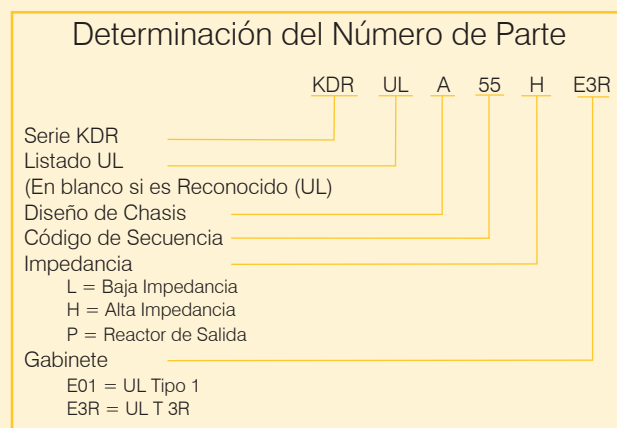 Determinación del Número de Parte
KDR UL A 55 H E3R
Serie KDR
Listado UL
(En blanco si es Reconocido (UL)
Diseño de Chasis
Código de Secuencia
Impedancia
L = Baja Impedancia
H = Alta Impedancia
P = Reactor de Salida
Gabinete
E01 = UL Tipo 1
E3R = UL T 3R